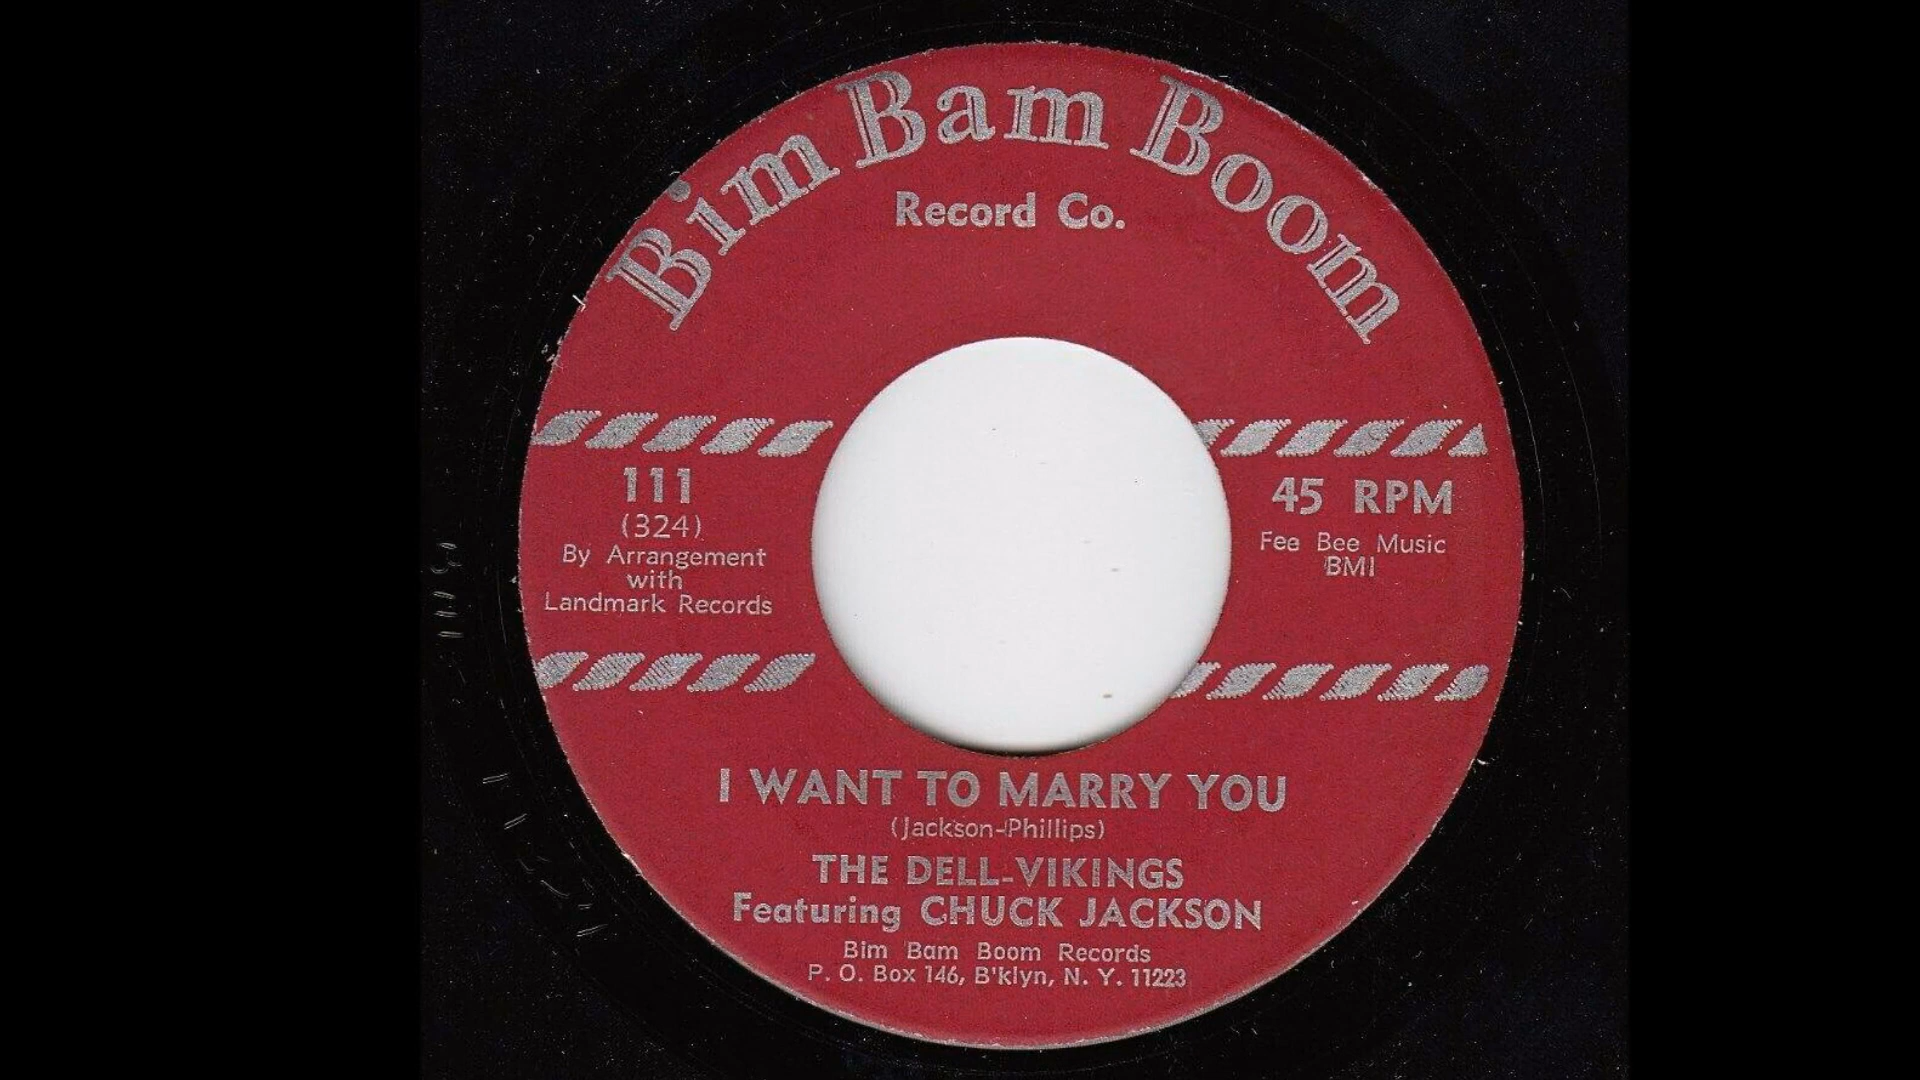 Bim Bam Boom
Record Co.
111
(324)
By Arrangement
with
Landmark Records
45 RPM
Fee Bee Music
BMI
I WANT TO MARRY YOU
(Jackson-Phillips)
THE DELL-VIKINGS
Featuring CHUCK JACKSON
Bim Bam Boom Records
P. O. Box 146, B'klyn, N. Y. 11223